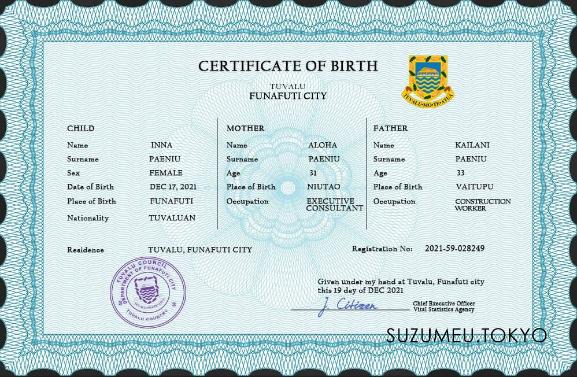 CERTIFICATE OF BIRTH
TUVALU
FUNAFUTI CITY
TUVALU MO TE ATUA
CHILD
Name INNA
Surname PAENIU
Sex FEMALE
Date of Birth DEC 17, 2021
Place of Birth FUNAFUTI
Nationality TUVALUAN
MOTHER
Name ALOHA
Surname PAENIU
Age 31
Place of Birth NIUTAO
Occupation EXECUTIVE
CONSULTANT
FATHER
Name KAILANI
Surname PAENIU
Age 33
Place of Birth VAITUPU
Occupation CONSTRUCTION
WORKER
Residence TUVALU, FUNAFUTI CITY
Registration No: 2021-59-028249
TUVALU COUNCIL
DEPARTMENT OF FUNAFUTI CITY
TUVALU COUNTRY
Given under my hand at Tuvalu, Funafuti city
this 19 day of DEC 2021
J. Citizen
Chief Executive Officer
Vital Statistics Agency
SUZUMEU.TOKYO